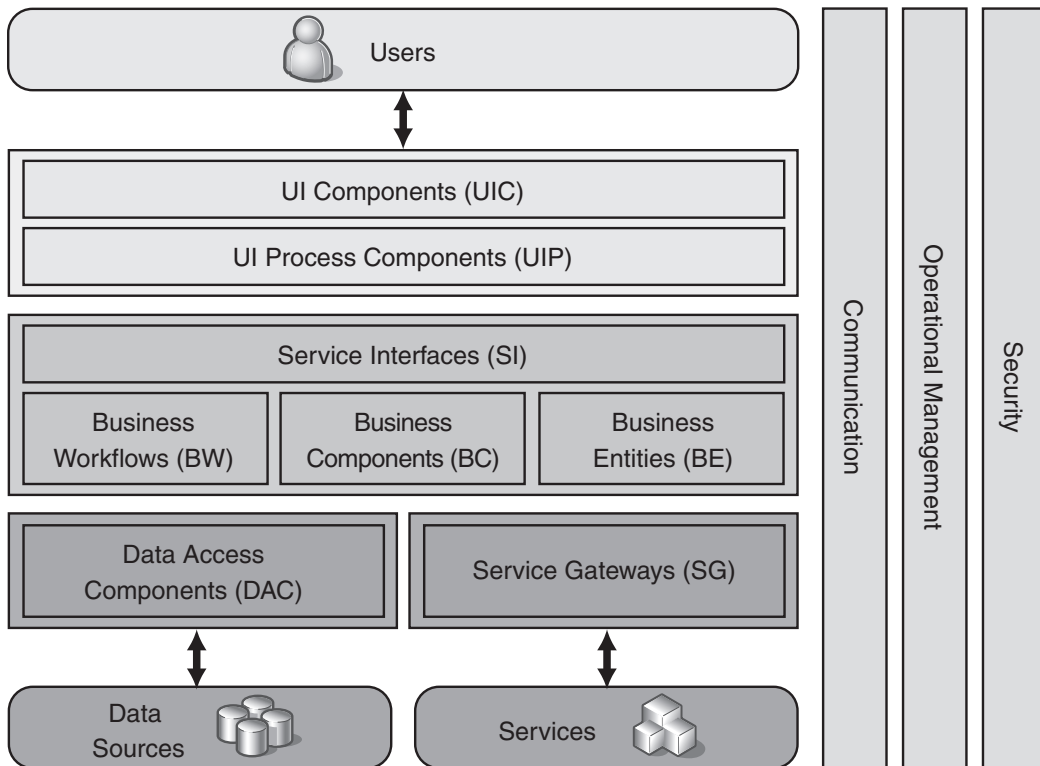 Users
UI Components (UIC)
UI Process Components (UIP)
Service Interfaces (SI)
Business
Workflows (BW)
Business
Components (BC)
Business
Entities (BE)
Data Access
Components (DAC)
Service Gateways (SG)
Data
Sources
Services
Communication
Operational Management
Security